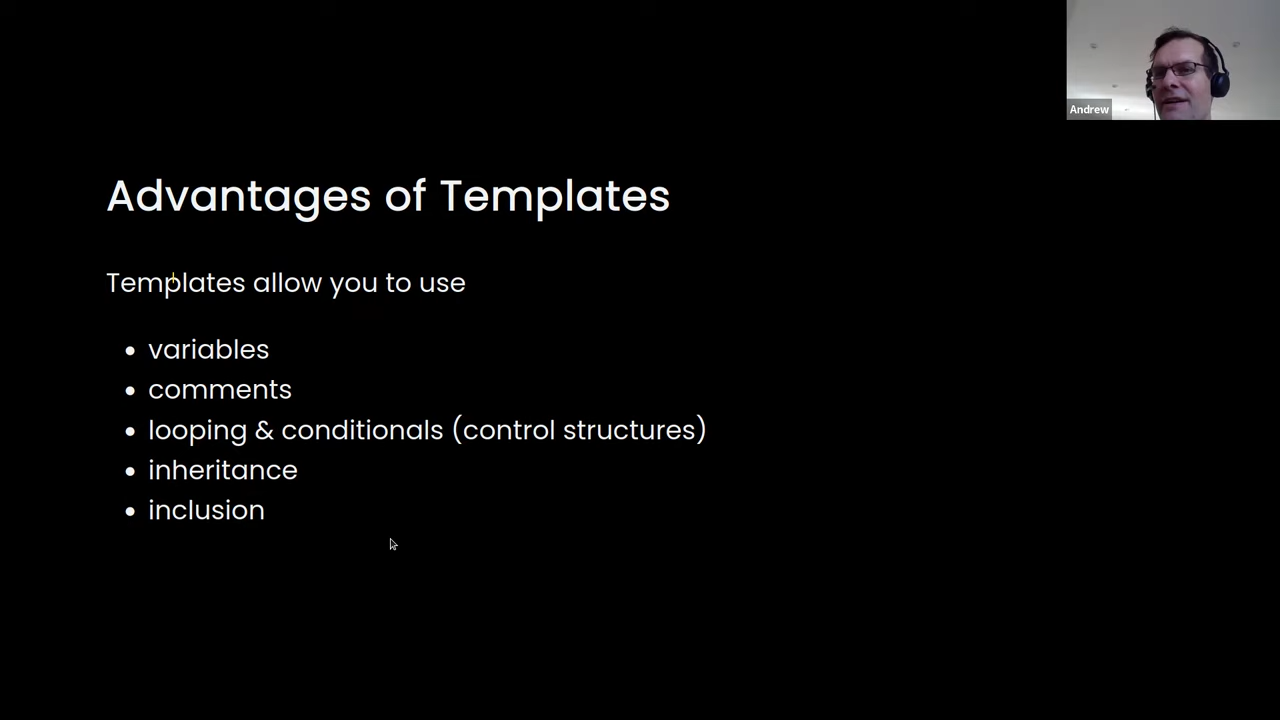 Andrew
Advantages of Templates
Templates allow you to use
• variables
• comments
• looping & conditionals (control structures)
• inheritance
• inclusion